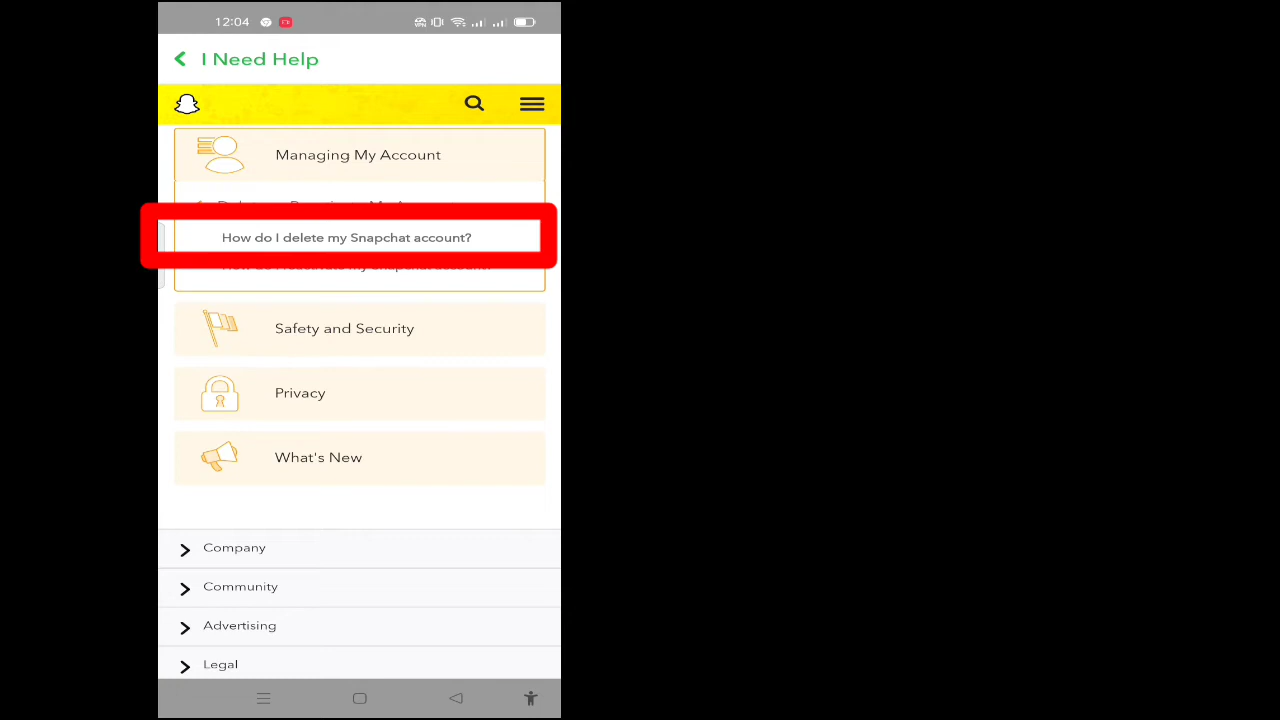 12:04
I Need Help
Managing My Account
How do I delete my Snapchat account?
Safety and Security
Privacy
What's New
Company
Community
Advertising
Legal